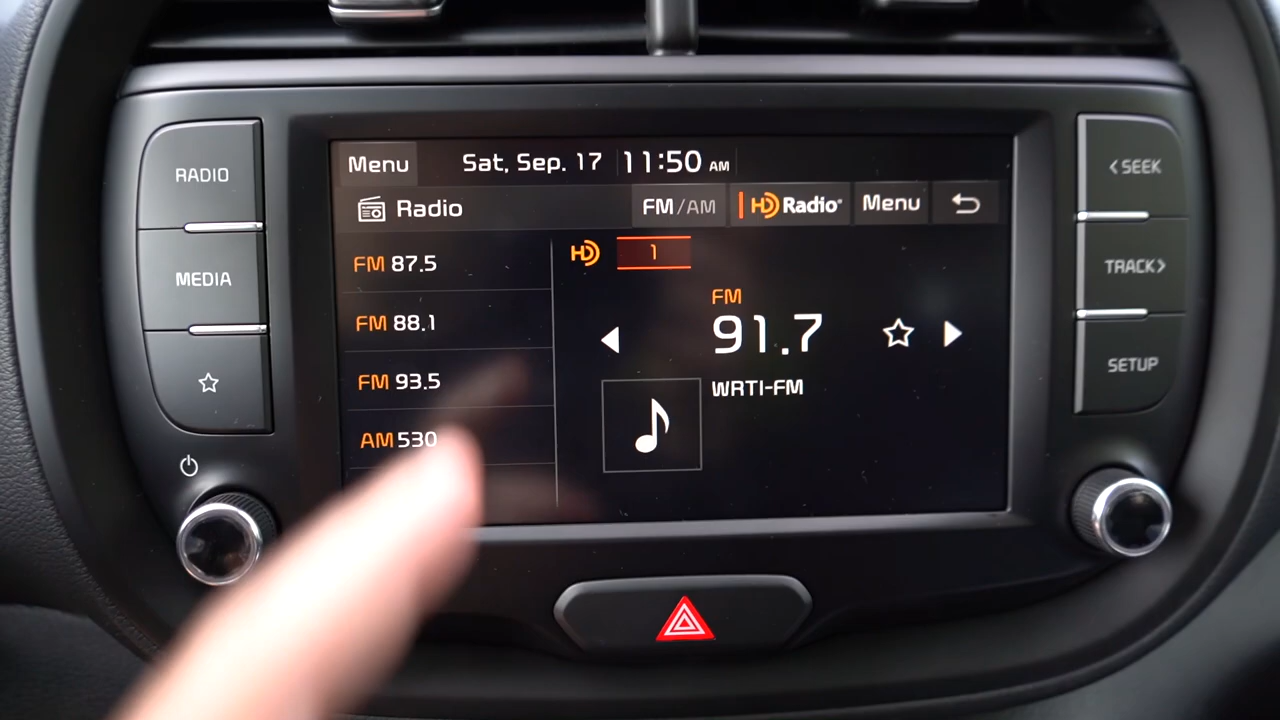 RADIO
MEDIA
Menu Sat, Sep. 17 11:50 AM
Radio FM/AM HD Radio® Menu
FM 87.5
FM 88.1
FM 93.5
AM 530
HD 1
FM
91.7
WRTI-FM
<SEEK
TRACK>
SETUP